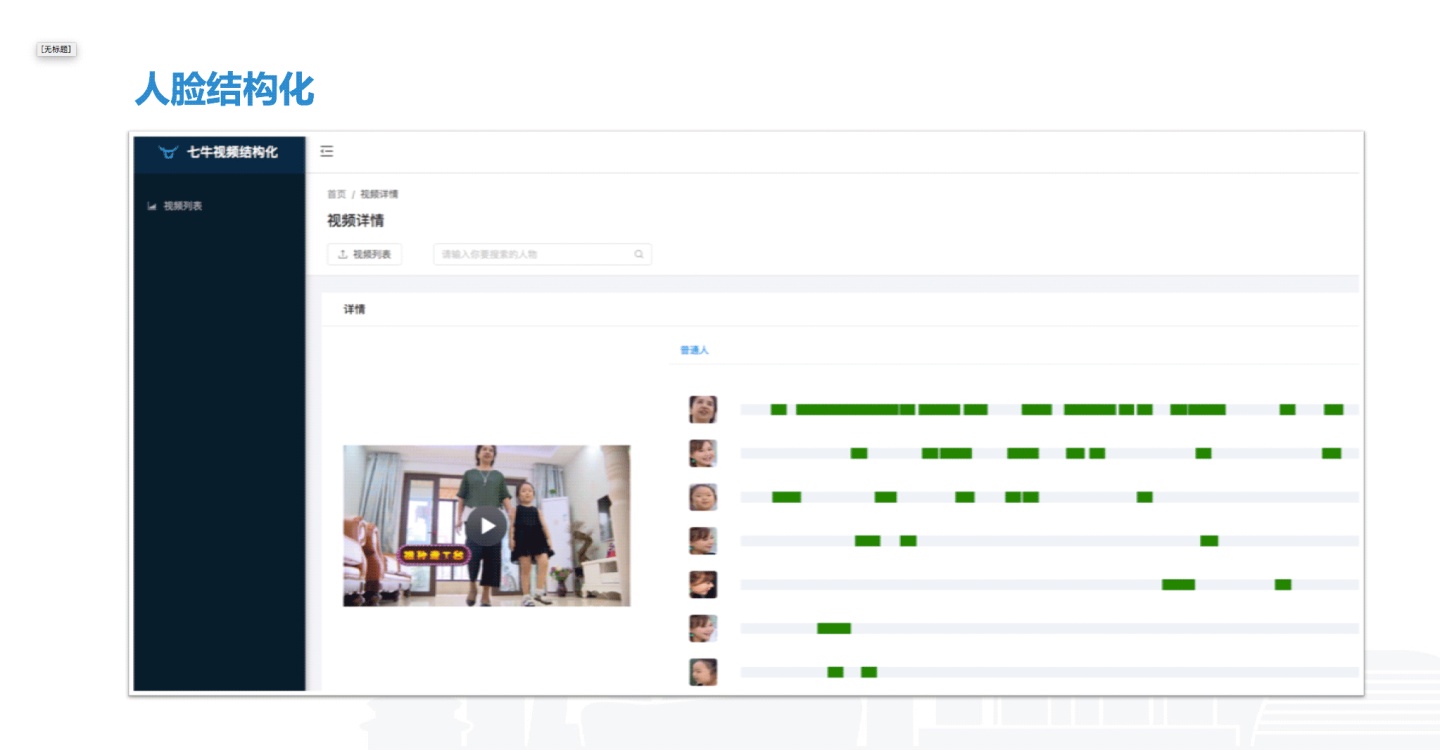 [无标题]
人脸结构化
七牛视频结构化
视频列表
首页 / 视频详情
视频详情
视频列表
请输入你要搜索的人物
详情
普通人